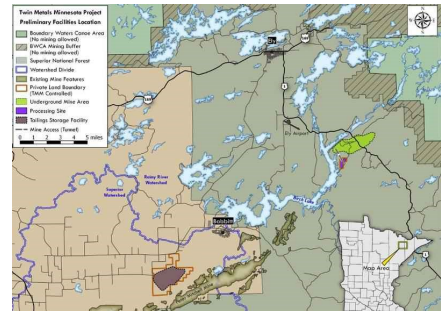 Twin Metals Minnesota Project
Preliminary Facilities Location
Boundary Waters Canoe Area
(No mining allowed)
BWCA Mining Buffer
(No mining allowed)
Superior National Forest
Watershed Divide
Existing Mine Features
Private Land Boundary
(TMM Controlled)
Underground Mine Area
Processing Site
Tailings Storage Facility
Mine Access (Tunnel)
0 1 2 3 4 5 miles
Ely
Ely Airport
Rainy River
Watershed
Superior
Watershed
Birch Lake
Babbitt
Map Area